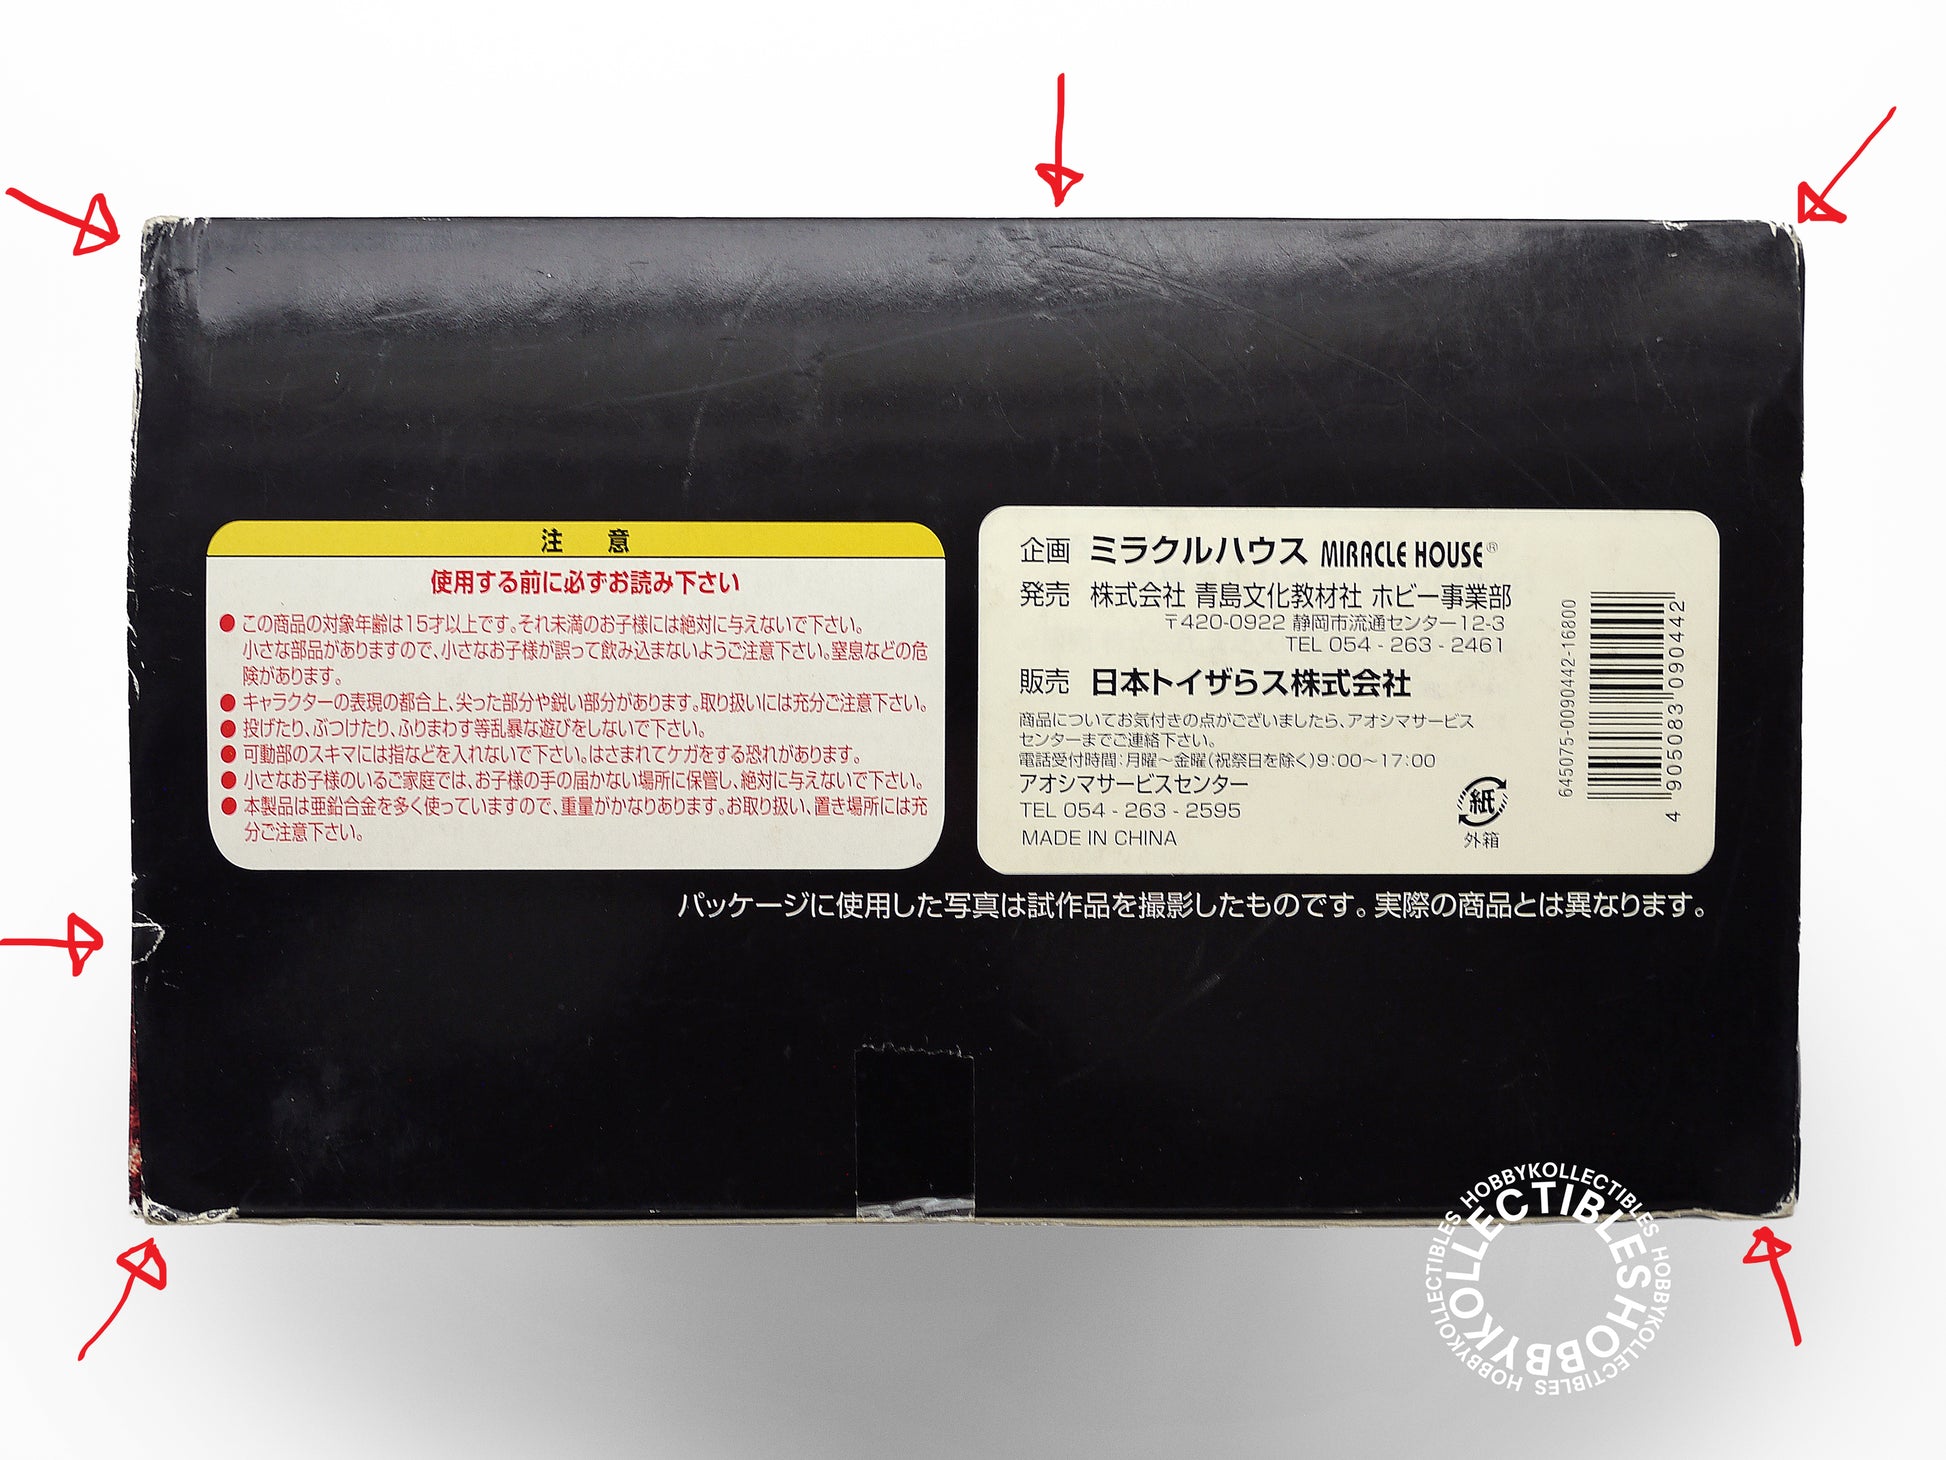 注 意
使用する前に必ずお読み下さい
●この商品の対象年齢は15才以上です。それ未満のお子様には絶対に与えないで下さい。
小さな部品がありますので、小さなお子様が誤って飲み込まないようご注意下さい。窒息などの危
険があります。
●キャラクターの表現の都合上、尖った部分や鋭い部分があります。取り扱いには充分ご注意下さい。
●投げたり、ぶつけたり、ふりまわす等乱暴な遊びをしないで下さい。
●可動部のスキマには指などを入れないで下さい。はさまれてケガをする恐れがあります。
●小さなお子様のいるご家庭では、お子様の手の届かない場所に保管し、絶対に与えないで下さい。
●本製品は亜鉛合金を多く使っていますので、重量がかなりあります。お取り扱い、置き場所には充
分ご注意下さい。
企画 ミラクルハウス MIRACLE HOUSE®
発売 株式会社 青島文化教材社 ホビー事業部
〒420-0922 静岡市流通センター12-3
TEL 054-263-2461
販売 日本トイザらス株式会社
商品についてお気付きの点がございましたら、アオシマサービス
センターまでご連絡下さい。
電話受付時間:月曜〜金曜(祝祭日を除く)9:00〜17:00
アオシマサービスセンター
TEL 054-263-2595
MADE IN CHINA
紙
外箱
645075-0090442-16800
4 905083 090442
パッケージに使用した写真は試作品を撮影したものです。実際の商品とは異なります。
HOBBYKOLLECTIBLES HOBBYKOLLECTIBLES HOBBYKOLLECTIBLES HOBBYKOLLECTIBLES
HOBBYKOLLECTIBLES